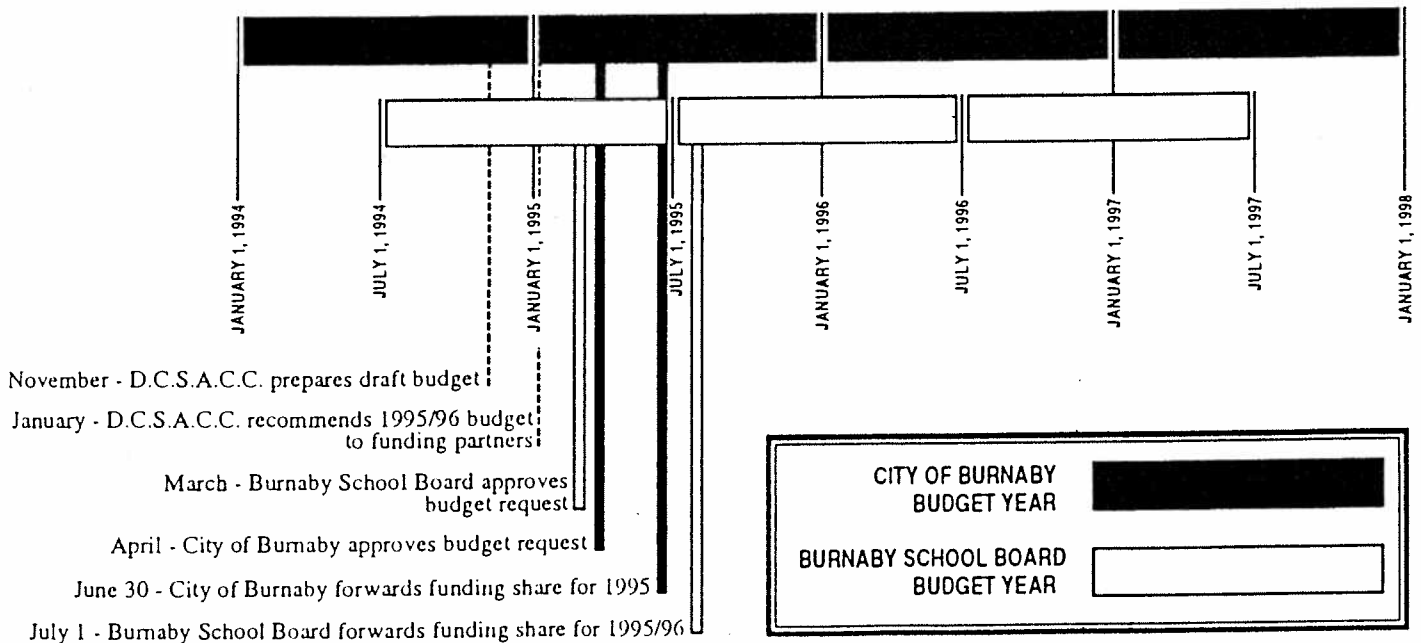 JANUARY 1, 1994
JULY 1, 1994
JANUARY 1, 1995
JULY 1, 1995
JANUARY 1, 1996
JULY 1, 1996
JANUARY 1, 1997
JULY 1, 1997
JANUARY 1, 1998
November - D.C.S.A.C.C. prepares draft budget
January - D.C.S.A.C.C. recommends 1995/96 budget
to funding partners
March - Burnaby School Board approves
budget request
April - City of Burnaby approves budget request
June 30 - City of Burnaby forwards funding share for 1995
July 1 - Burnaby School Board forwards funding share for 1995/96
CITY OF BURNABY
BUDGET YEAR
BURNABY SCHOOL BOARD
BUDGET YEAR